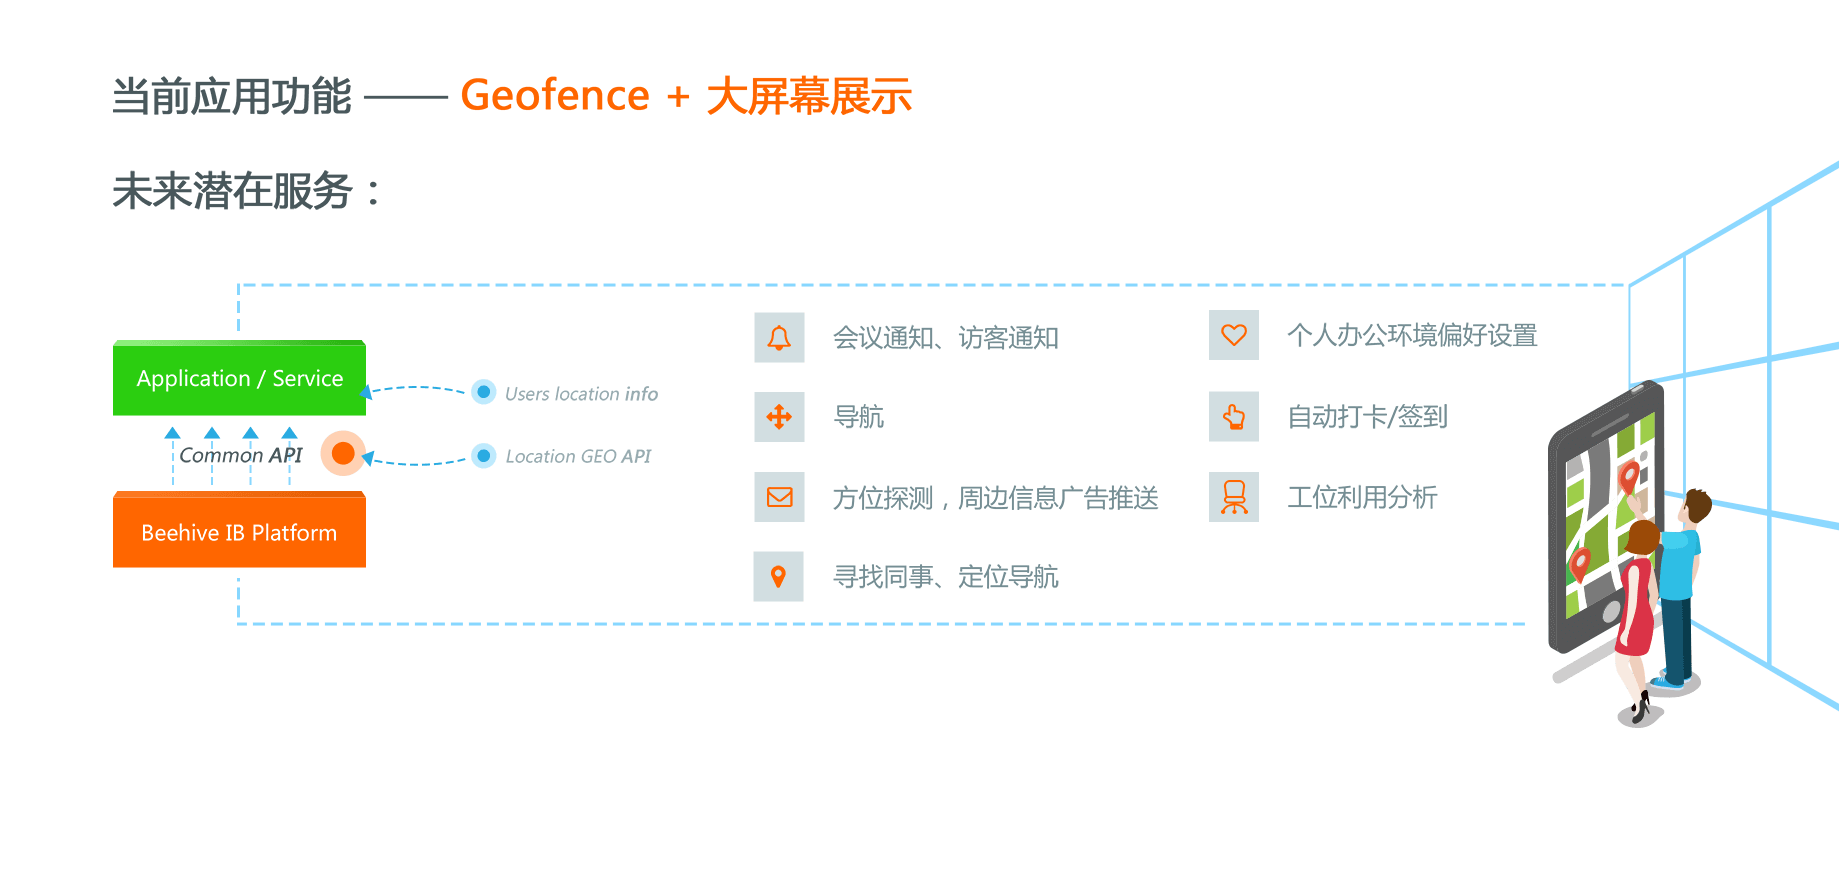 当前应用功能 —— Geofence + 大屏幕展示
未来潜在服务：
Application / Service
Users location info
Common API
Location GEO API
Beehive IB Platform
会议通知、访客通知
导航
方位探测，周边信息广告推送
寻找同事、定位导航
个人办公环境偏好设置
自动打卡/签到
工位利用分析